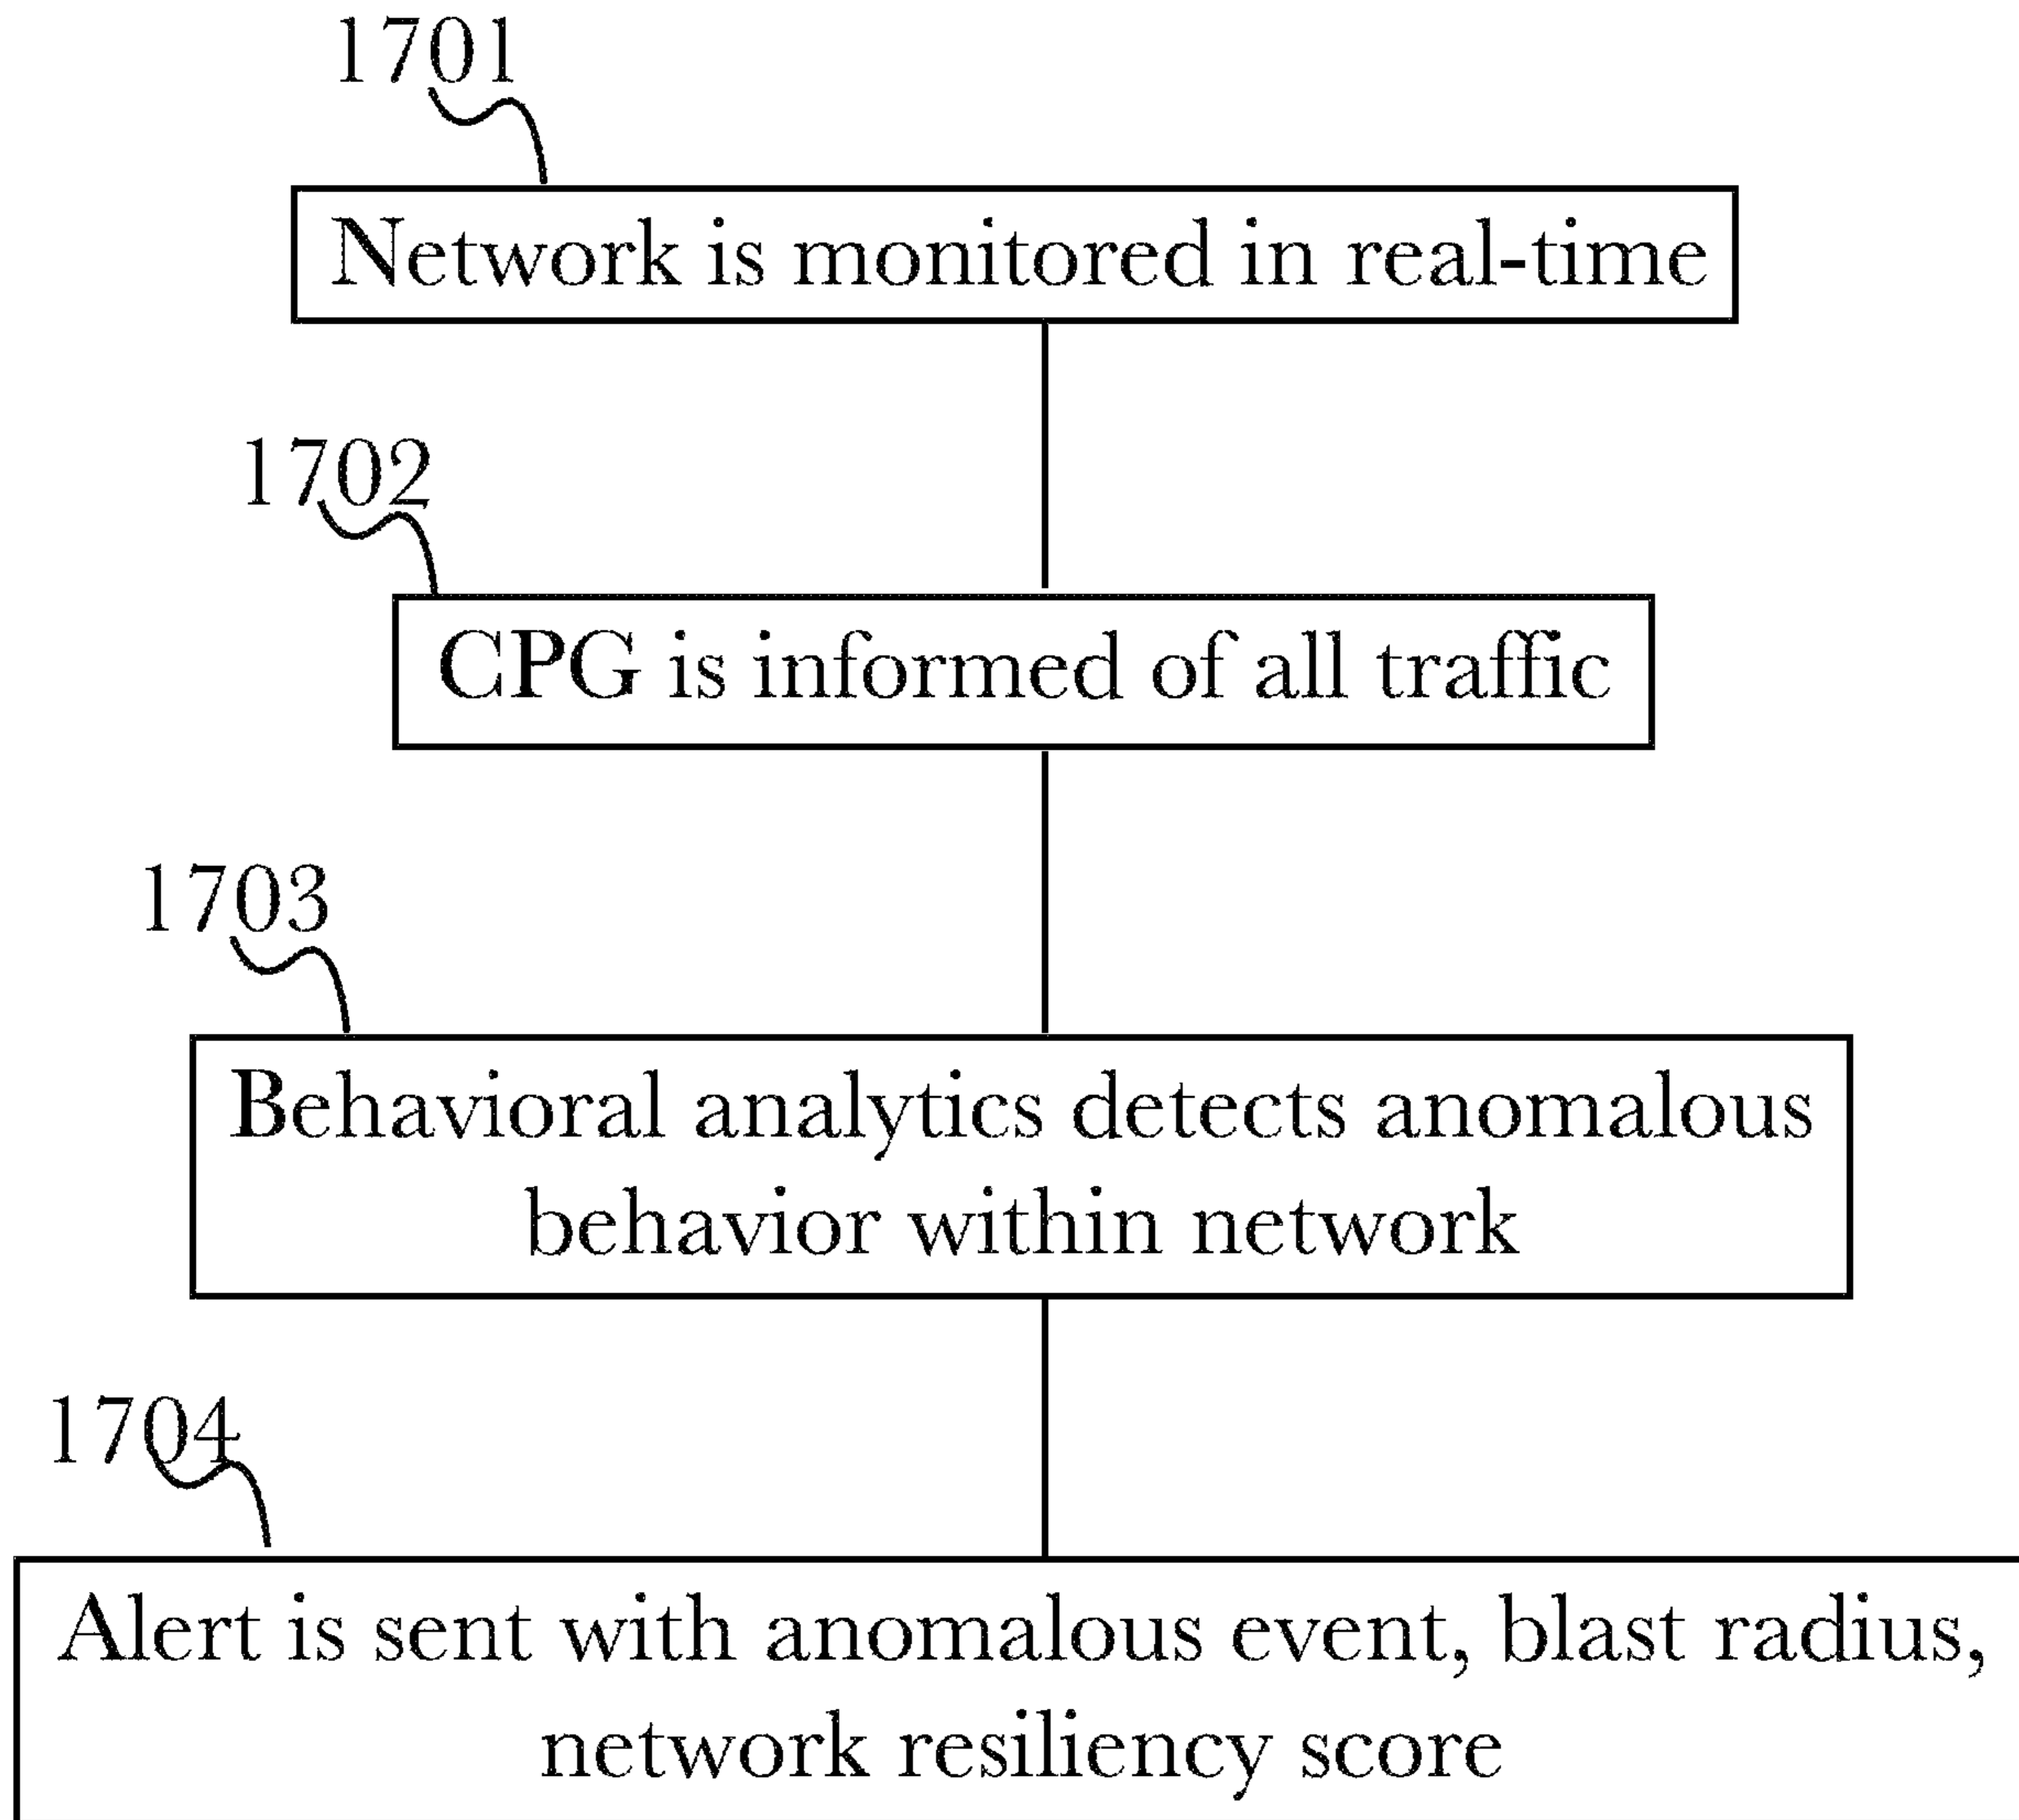 1701
Network is monitored in real-time
1702
CPG is informed of all traffic
1703
Behavioral analytics detects anomalous
behavior within network
1704
Alert is sent with anomalous event, blast radius,
network resiliency score